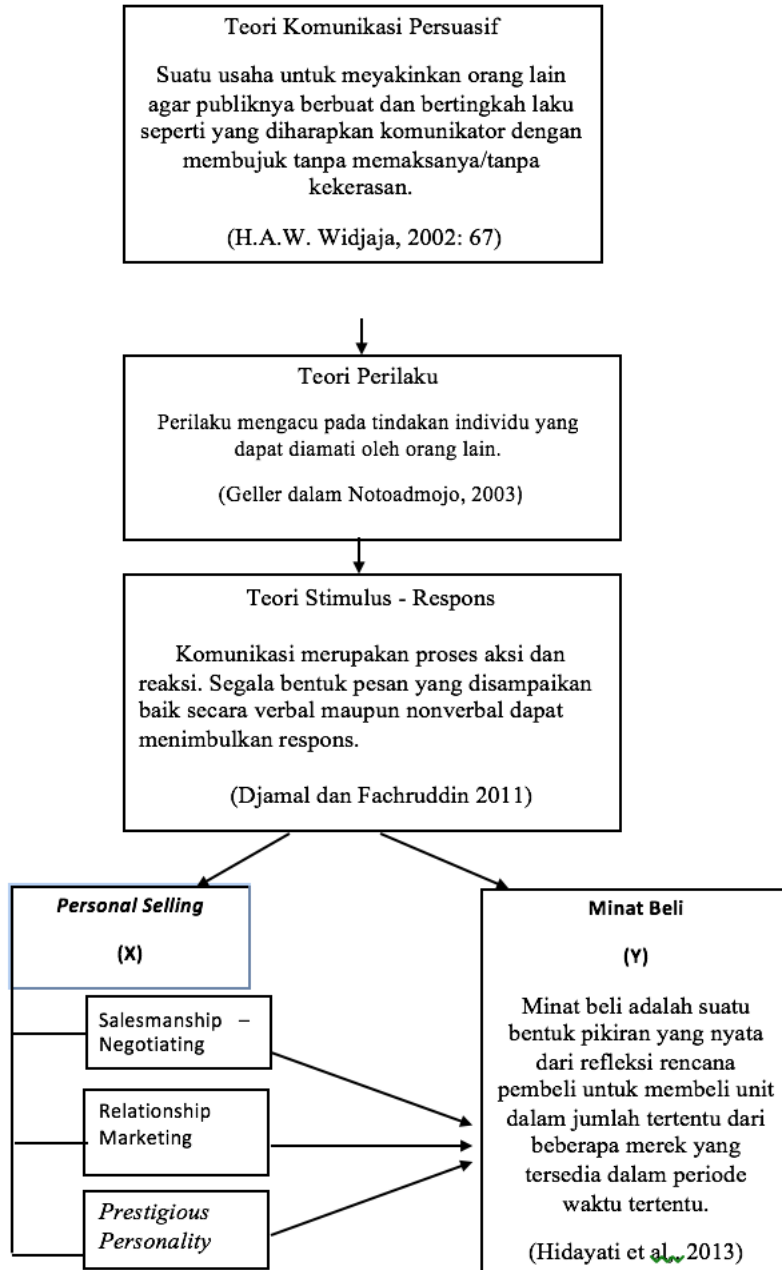 Teori Komunikasi Persuasif
Suatu usaha untuk meyakinkan orang lain
agar publiknya berbuat dan bertingkah laku
seperti yang diharapkan komunikator dengan
membujuk tanpa memaksanya/tanpa
kekerasan.
(H.A.W. Widjaja, 2002: 67)
Teori Perilaku
Perilaku mengacu pada tindakan individu yang
dapat diamati oleh orang lain.
(Geller dalam Notoadmojo, 2003)
Teori Stimulus - Respons
Komunikasi merupakan proses aksi dan
reaksi. Segala bentuk pesan yang disampaikan
baik secara verbal maupun nonverbal dapat
menimbulkan respons.
(Djamal dan Fachruddin 2011)
Personal Selling
(X)
Salesmanship –
Negotiating
Relationship
Marketing
Prestigious
Personality
Minat Beli
(Y)
Minat beli adalah suatu
bentuk pikiran yang nyata
dari refleksi rencana
pembeli untuk membeli unit
dalam jumlah tertentu dari
beberapa merek yang
tersedia dalam periode
waktu tertentu.
(Hidayati et al., 2013)